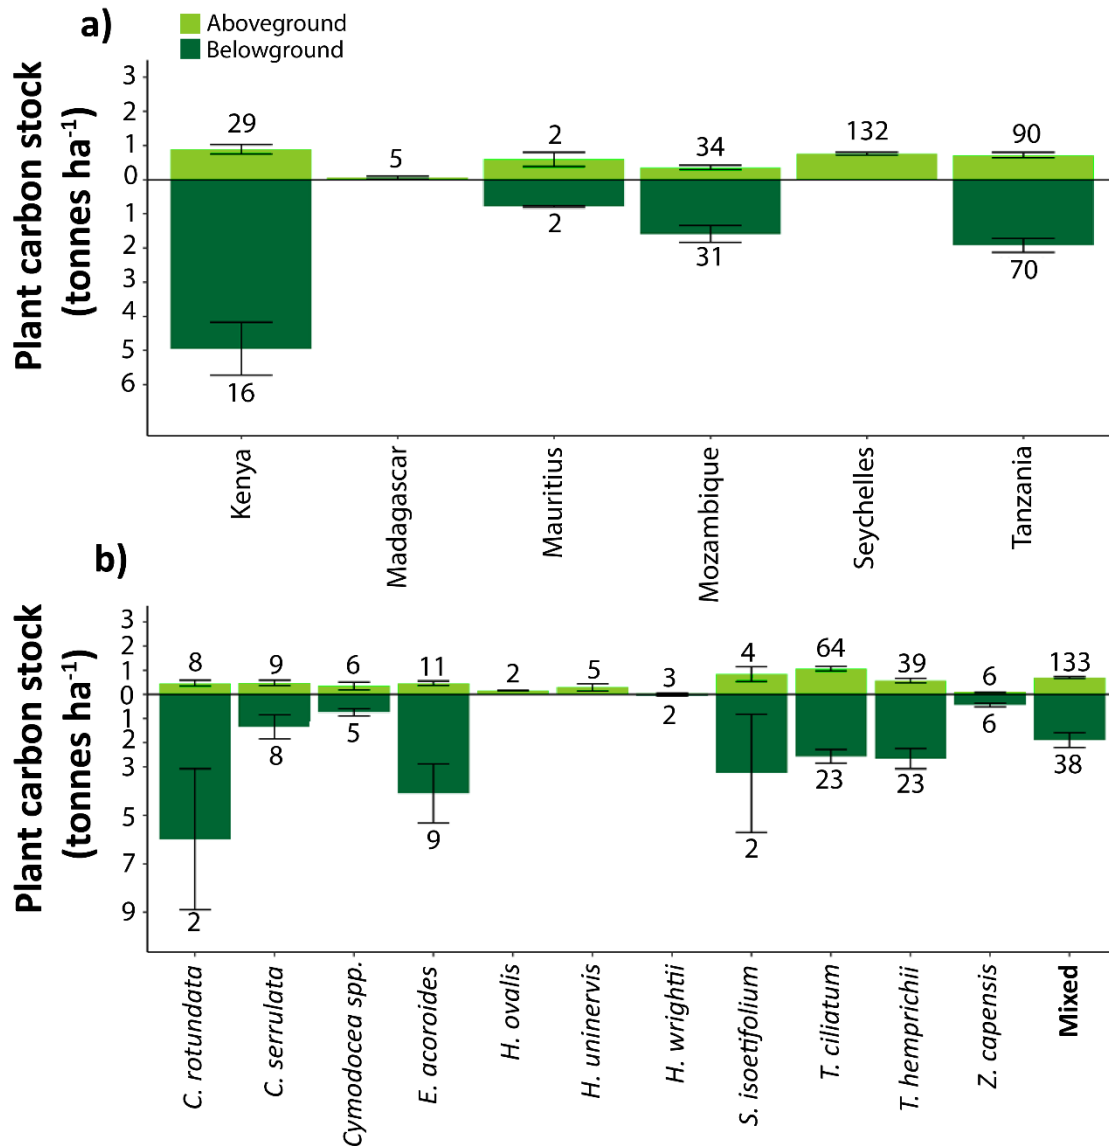 a)
Aboveground
Belowground
Plant carbon stock
(tonnes ha⁻¹)
3
2
1
0
1
2
3
4
5
6
29
5
2
34
132
90
16
2
31
70
Kenya
Madagascar
Mauritius
Mozambique
Seychelles
Tanzania
b)
Plant carbon stock
(tonnes ha⁻¹)
3
2
1
0
1
2
3
5
7
9
8
9
6
11
2
5
3
4
64
39
6
133
2
8
5
9
2
2
23
23
6
38
C. rotundata
C. serrulata
Cymodocea spp.
E. acoroides
H. ovalis
H. uninervis
H. wrightii
S. isoetifolium
T. ciliatum
T. hemprichii
Z. capensis
Mixed